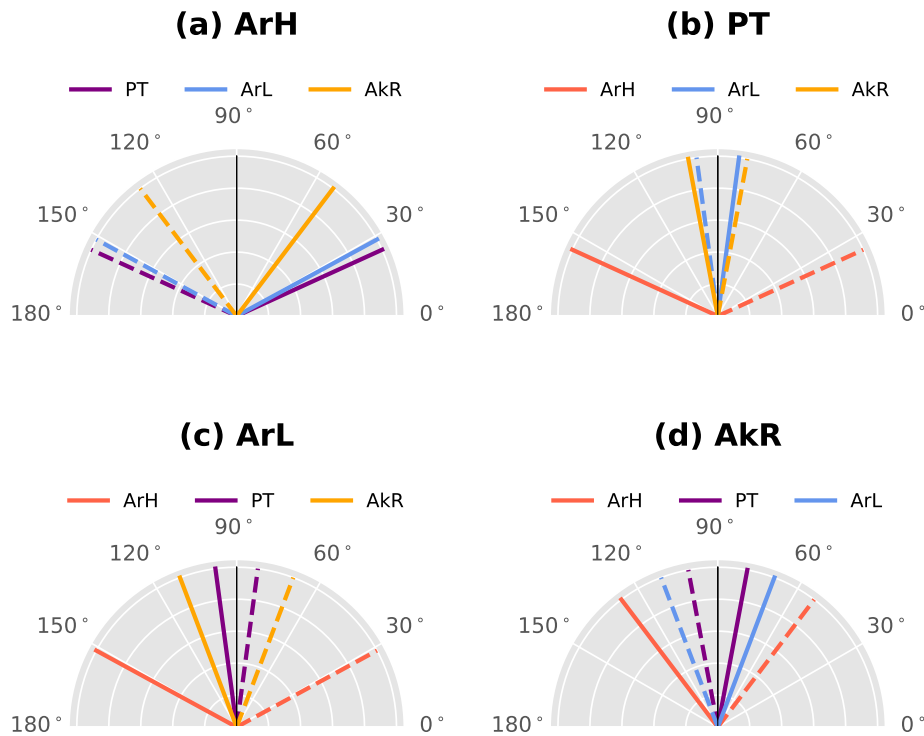 (a) ArH
(b) PT
PT ArL AkR
ArH ArL AkR
90°
90°
120° 60°
120° 60°
150° 30°
150° 30°
180° 0°
180° 0°
(c) ArL
(d) AkR
ArH PT AkR
ArH PT ArL
90°
90°
120° 60°
120° 60°
150° 30°
150° 30°
180° 0°
180° 0°